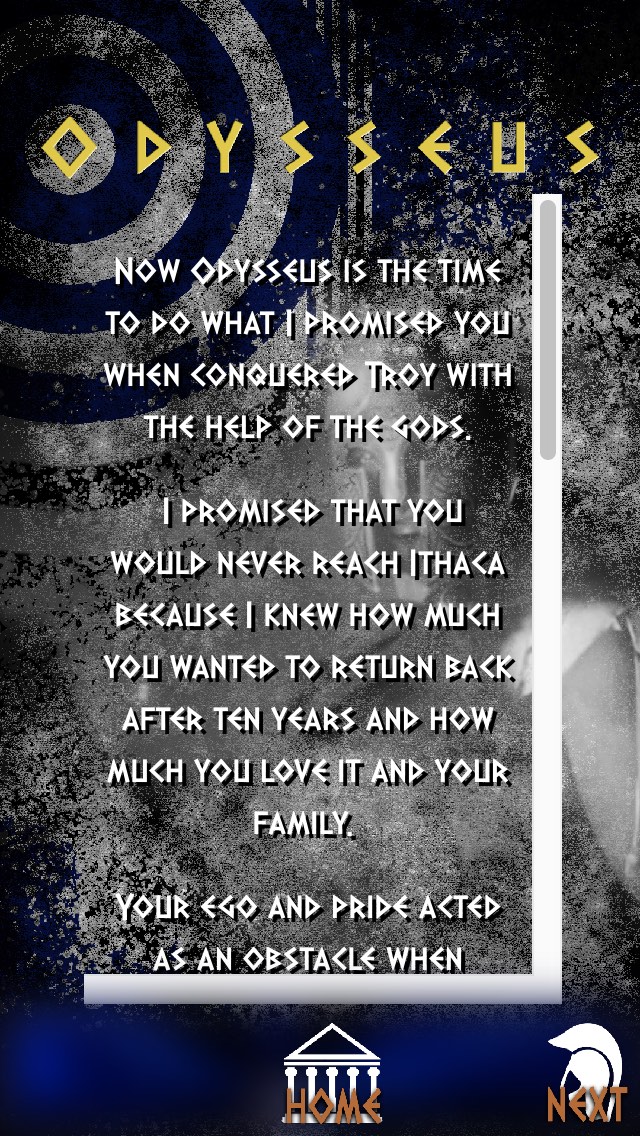 Odysseus
Now Odysseus is the time
to do what I promised you
when conquered Troy with
the help of the gods.
I promised that you
would never reach Ithaca
because I knew how much
you wanted to return back
after ten years and how
much you love it and your
family.
Your ego and pride acted
as an obstacle when
HOME
NEXT